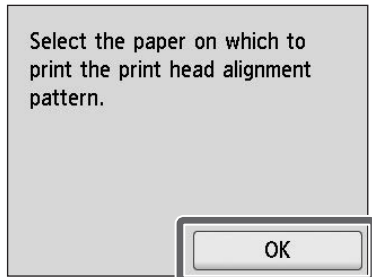 Select the paper on which to
print the print head alignment
pattern.
OK